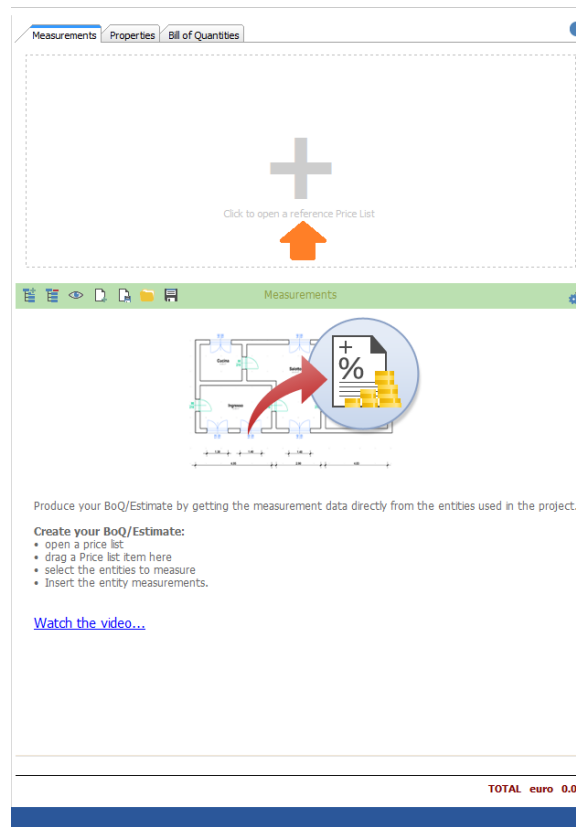 Measurements Properties Bill of Quantities
Click to open a reference Price List
Measurements
Cucina
Ingresso
+
%
Produce your BoQ/Estimate by getting the measurement data directly from the entities used in the project.
Create your BoQ/Estimate:
• open a price list
• drag a Price list item here
• select the entities to measure
• Insert the entity measurements.
Watch the video...
TOTAL euro 0.0